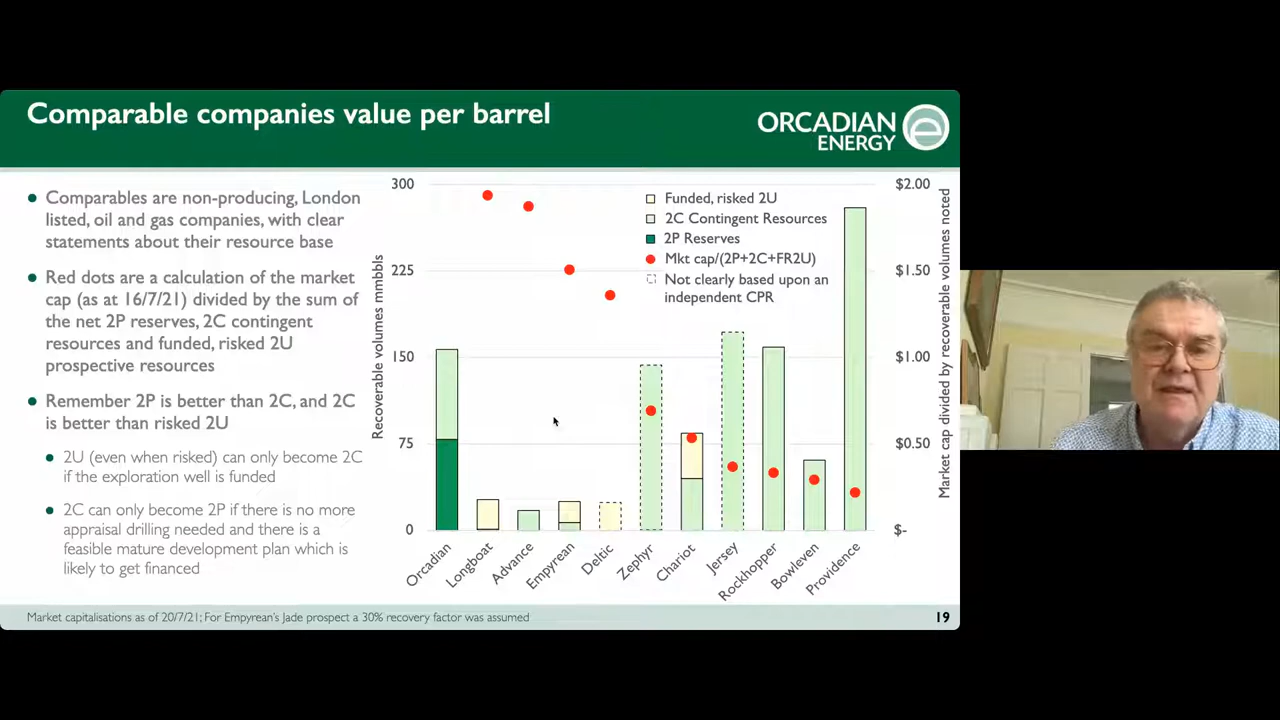 Comparable companies value per barrel
ORCADIAN
ENERGY
Comparables are non-producing, London
listed, oil and gas companies, with clear
statements about their resource base
Red dots are a calculation of the market
cap (as at 16/7/21) divided by the sum of
the net 2P reserves, 2C contingent
resources and funded, risked 2U
prospective resources
Remember 2P is better than 2C, and 2C
is better than risked 2U
2U (even when risked) can only become 2C
if the exploration well is funded
2C can only become 2P if there is no more
appraisal drilling needed and there is a
feasible mature development plan which is
likely to get financed
Recoverable volumes mmbbls
300
225
150
75
0
Funded, risked 2U
2C Contingent Resources
2P Reserves
Mkt cap/(2P+2C+FR2U)
Not clearly based upon an
independent CPR
$2.00
$1.50
$1.00
$0.50
$-
Market cap divided by recoverable volumes noted
Orcadian
Longboat
Advance
Empyrean
Deltic
Zephyr
Chariot
Jersey
Rockhopper
Bowleven
Providence
Market capitalisations as of 20/7/21; For Empyrean's Jade prospect a 30% recovery factor was assumed
19